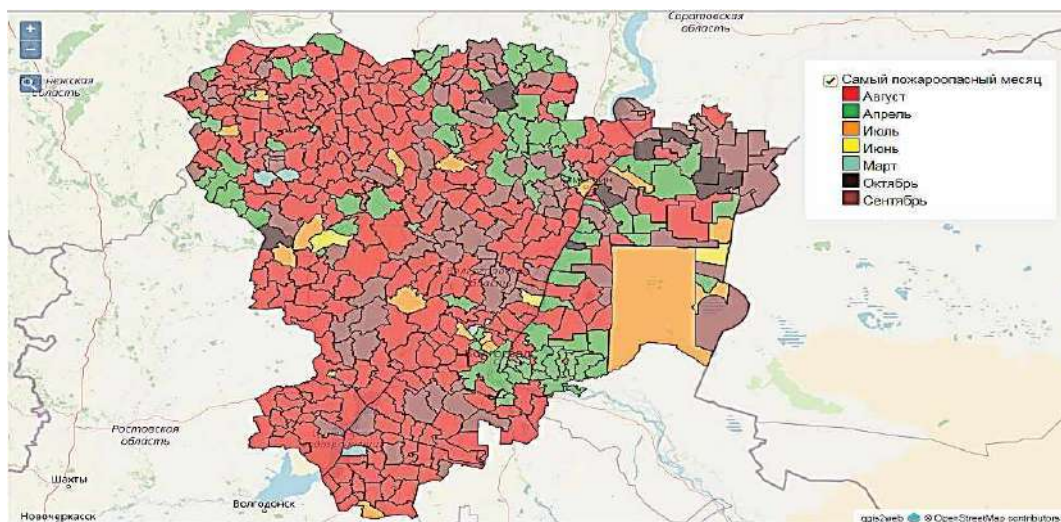 +
–
Саратовская
область
нежская
область
Самый пожароопасный месяц
Август
Апрель
Июль
Июнь
Март
Октябрь
Сентябрь
Ростовская
область
Шахты
Волгодонск
Новочеркасск
qgis2web © OpenStreetMap contributors